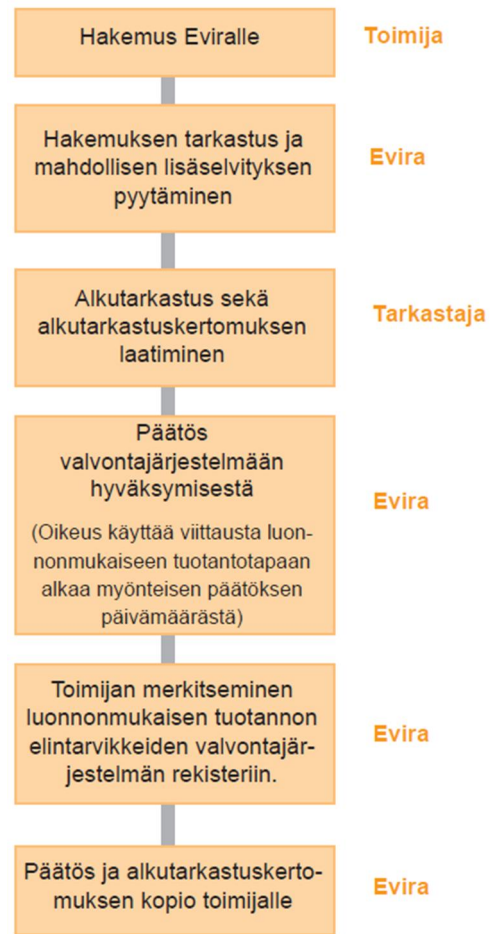 Hakemus Eviralle
Toimija
Hakemuksen tarkastus ja
mahdollisen lisäselvityksen
pyytäminen
Evira
Alkutarkastus sekä
alkutarkastuskertomuksen
laatiminen
Tarkastaja
Päätös
valvontajärjestelmään
hyväksymisestä
(Oikeus käyttää viittausta luon-
nonmukaiseen tuotantotapaan
alkaa myönteisen päätöksen
päivämäärästä)
Evira
Toimijan merkitseminen
luonnonmukaisen tuotannon
elintarvikkeiden valvontajär-
jestelmän rekisteriin.
Evira
Päätös ja alkutarkastuskerto-
muksen kopio toimijalle
Evira